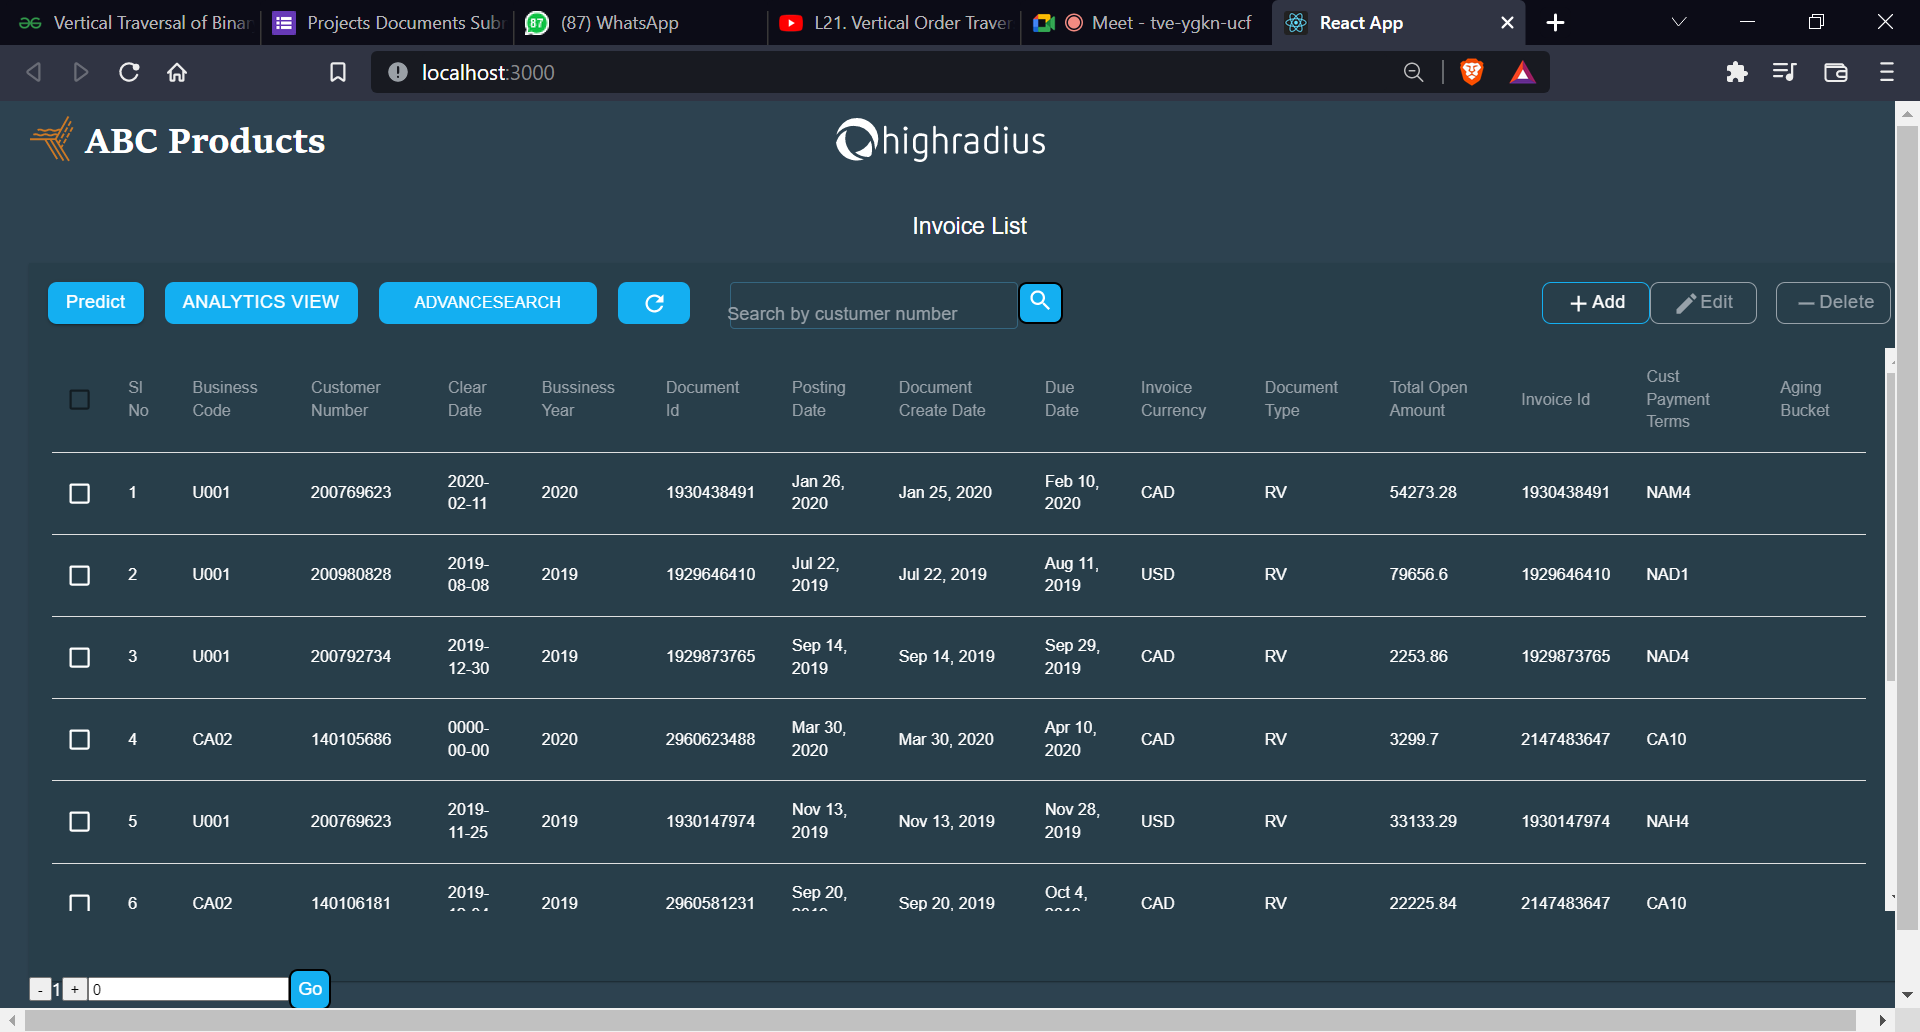 Vertical Traversal of Binar
Projects Documents Subm
87 (87) WhatsApp
L21. Vertical Order Traver
Meet - tve-ygkn-ucf
React App
localhost:3000
ABC Products
highradius
Invoice List
Predict
ANALYTICS VIEW
ADVANCESEARCH
Search by custumer number
Add
Edit
Delete
Sl No Business Code Customer Number Clear Date Bussiness Year Document Id Posting Date Document Create Date Due Date Invoice Currency Document Type Total Open Amount Invoice Id Cust Payment Terms Aging Bucket
1 U001 200769623 2020-02-11 2020 1930438491 Jan 26, 2020 Jan 25, 2020 Feb 10, 2020 CAD RV 54273.28 1930438491 NAM4
2 U001 200980828 2019-08-08 2019 1929646410 Jul 22, 2019 Jul 22, 2019 Aug 11, 2019 USD RV 79656.6 1929646410 NAD1
3 U001 200792734 2019-12-30 2019 1929873765 Sep 14, 2019 Sep 14, 2019 Sep 29, 2019 CAD RV 2253.86 1929873765 NAD4
4 CA02 140105686 0000-00-00 2020 2960623488 Mar 30, 2020 Mar 30, 2020 Apr 10, 2020 CAD RV 3299.7 2147483647 CA10
5 U001 200769623 2019-11-25 2019 1930147974 Nov 13, 2019 Nov 13, 2019 Nov 28, 2019 USD RV 33133.29 1930147974 NAH4
6 CA02 140106181 2019- 2019 2960581231 Sep 20, Sep 20, 2019 Oct 4, CAD RV 22225.84 2147483647 CA10
- 1 + 0 Go